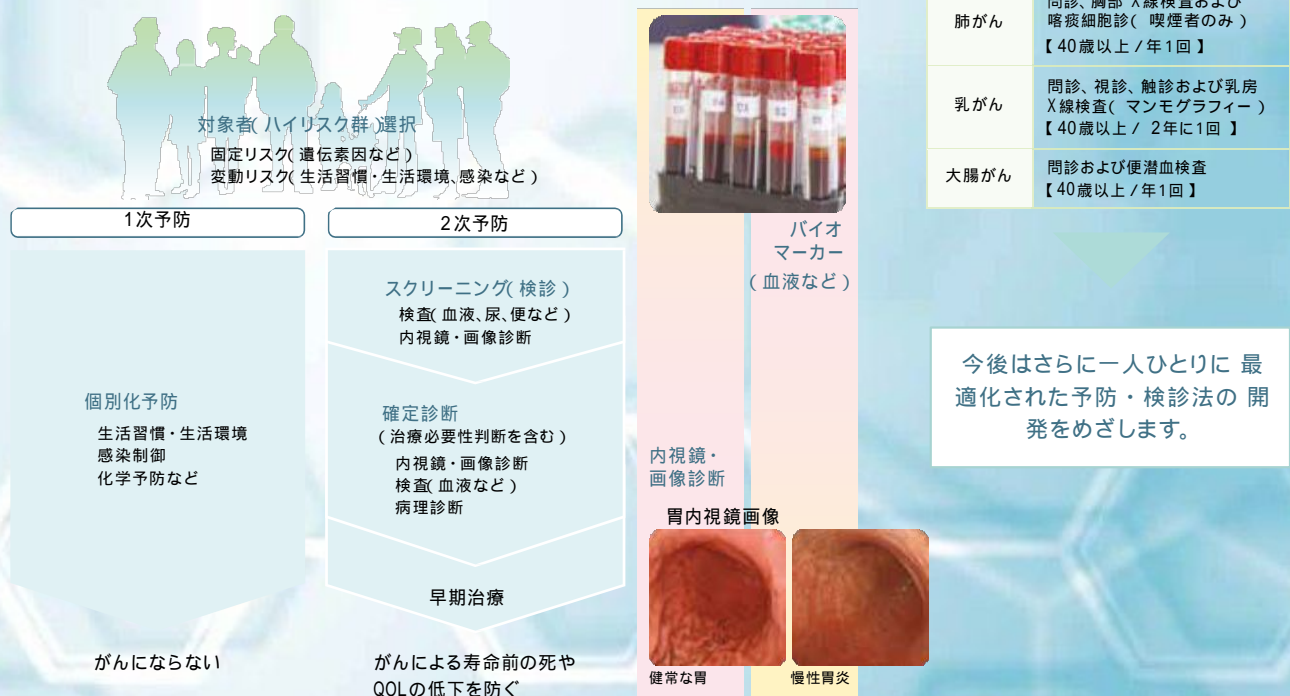 対象者(ハイリスク群)選択
固定リスク(遺伝素因など)
変動リスク(生活習慣・生活環境、感染など)
1次予防
個別化予防
生活習慣・生活環境
感染制御
化学予防など
がんにならない
2次予防
スクリーニング(検診)
検査(血液、尿、便など)
内視鏡・画像診断
確定診断
(治療必要性判断を含む)
内視鏡・画像診断
検査(血液など)
病理診断
早期治療
がんによる寿命前の死や
QOLの低下を防ぐ
バイオ
マーカー
(血液など)
内視鏡・
画像診断
胃内視鏡画像
健常な胃
慢性胃炎
肺がん
問診、胸部 X線検査および
喀痰細胞診( 喫煙者のみ )
【 40歳以上 / 年1回 】
乳がん
問診、視診、触診および乳房
X線検査( マンモグラフィー )
【 40歳以上 / 2年に1回 】
大腸がん
問診および便潜血検査
【 40歳以上 / 年1回 】
今後はさらに一人ひとりに 最
適化された予防・検診法の 開
発をめざします。